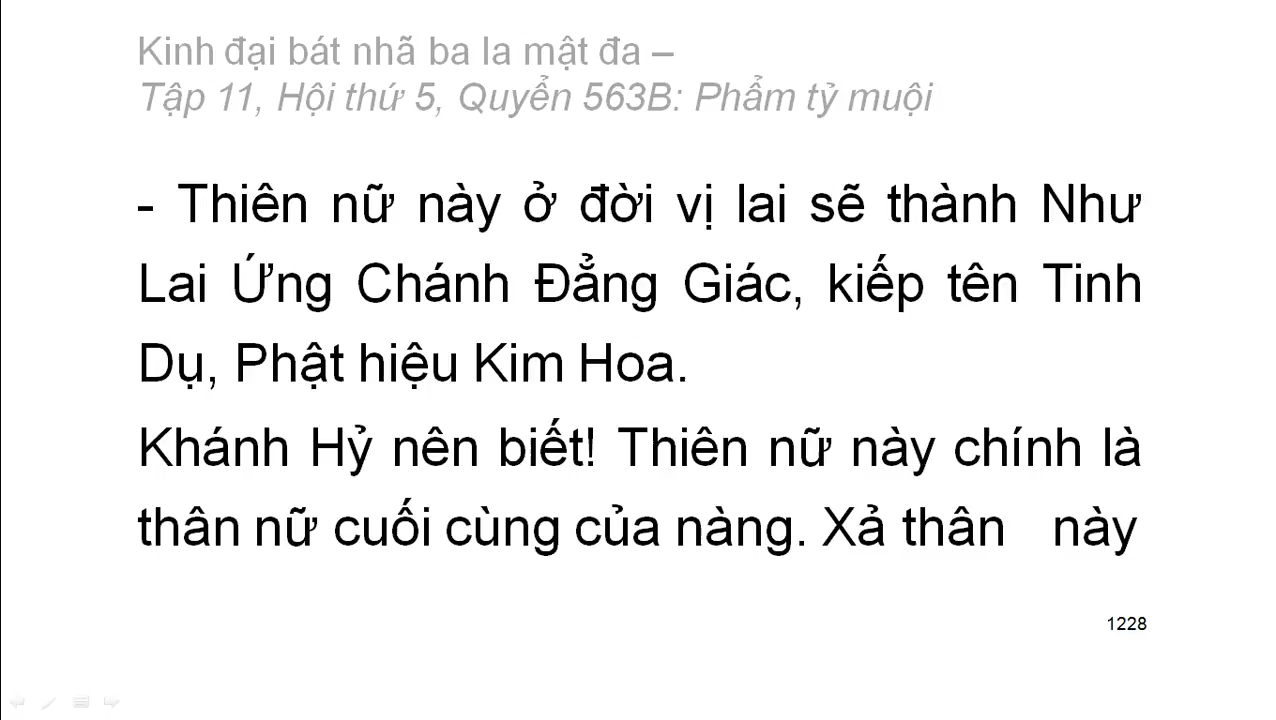 Kinh đại bát nhã ba la mật đa –
Tập 11, Hội thứ 5, Quyển 563B: Phẩm tỷ muội
- Thiên nữ này ở đời vị lai sẽ thành Như
Lai Ứng Chánh Đẳng Giác, kiếp tên Tinh
Dụ, Phật hiệu Kim Hoa.
Khánh Hỷ nên biết! Thiên nữ này chính là
thân nữ cuối cùng của nàng. Xả thân này
1228